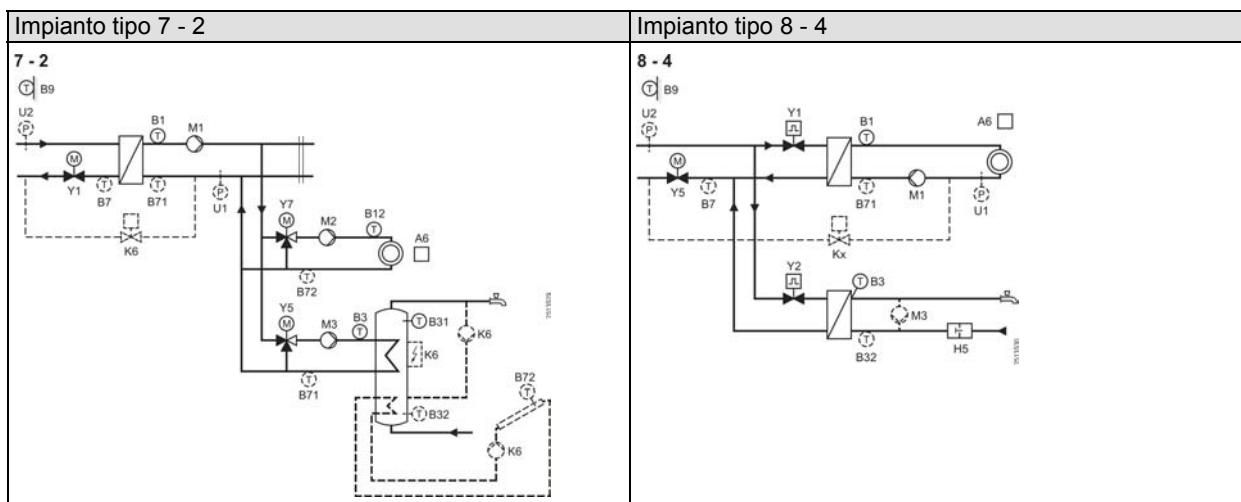 Impianto tipo 7 - 2
Impianto tipo 8 - 4
7 - 2
T B9
U2
P
B1
T
M1
M
Y1
T
B7
T
B71
P
U1
K6
Y7
M
M2
B12
T
A6
T
B72
Y5
M
M3
B3
T
T B31
K6
K6
T
B71
B72
T
T B32
K6
8 - 4
T B9
U2
P
Y1
B1
T
A6
M
Y5
T
B7
T
B71
M1
P
U1
Kx
Y2
T B3
M3
T
B32
H5